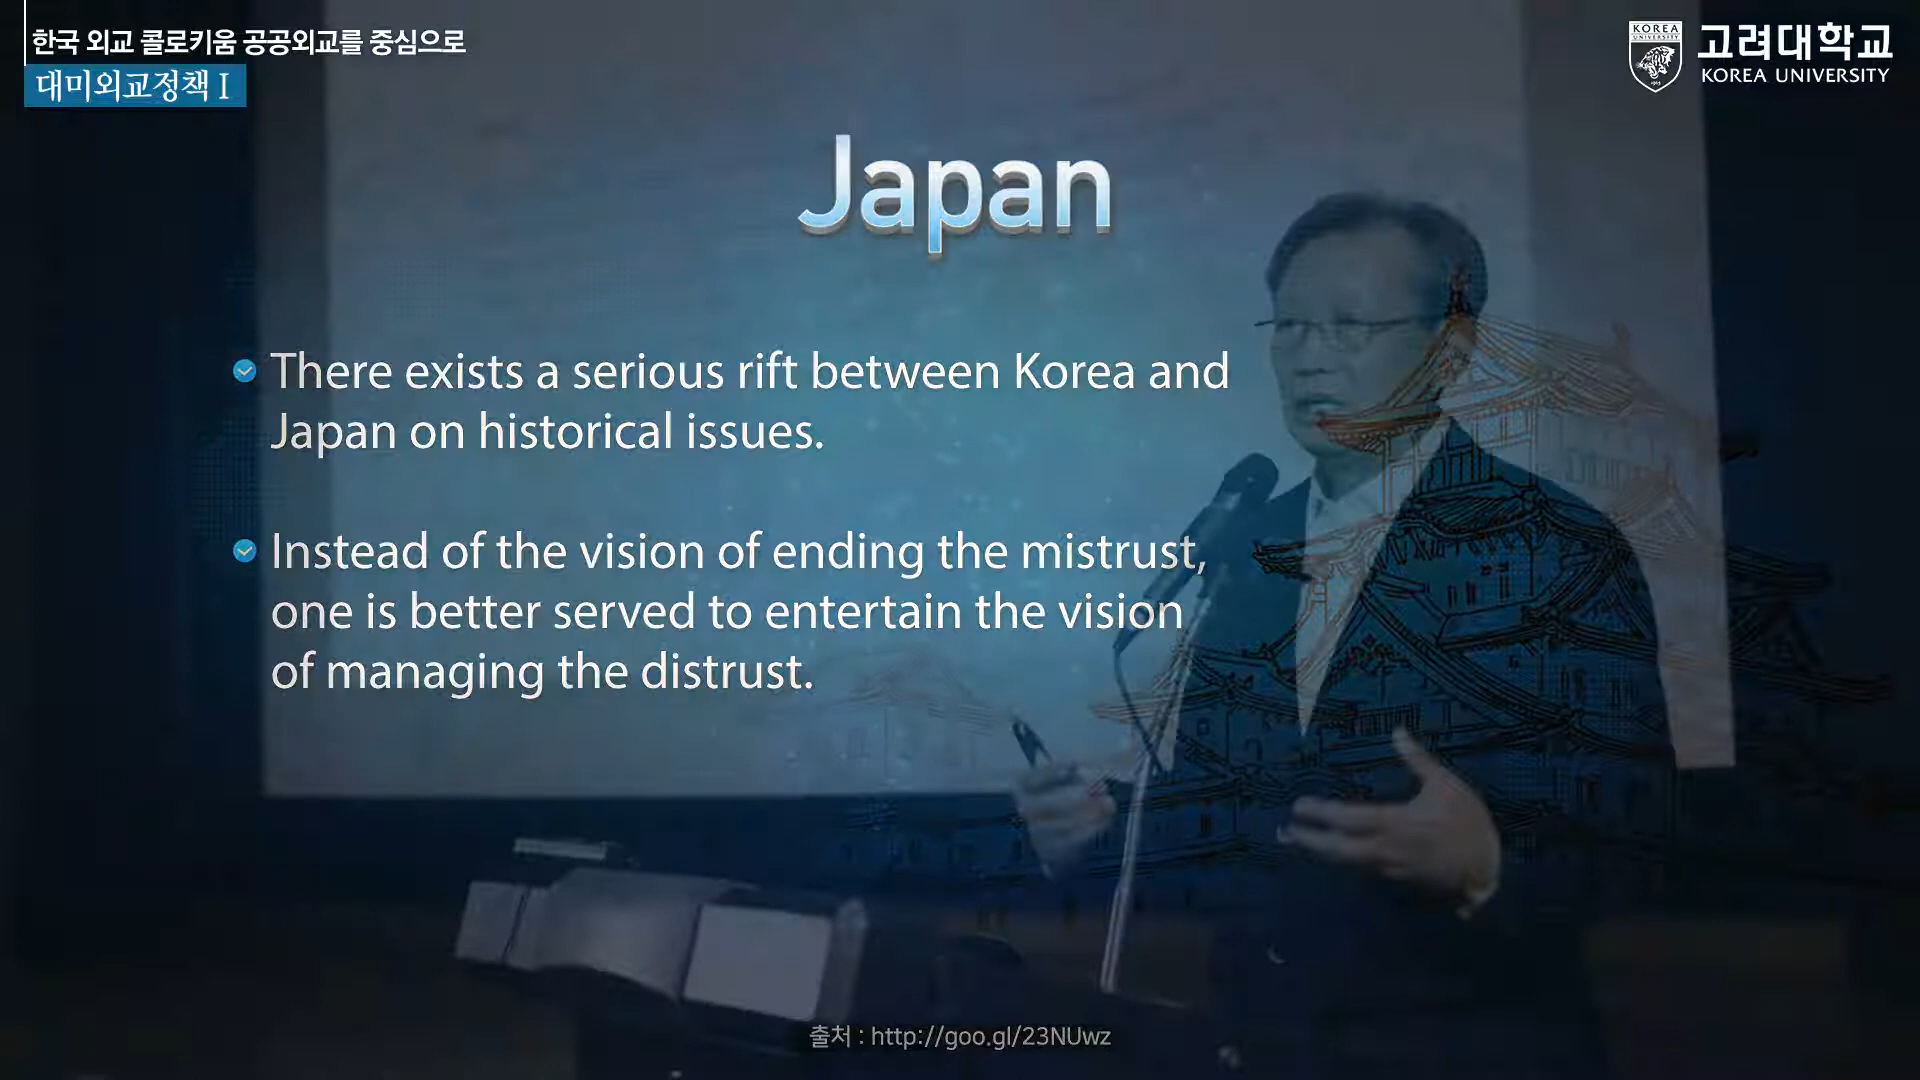 한국 외교 콜로키움 공공외교를 중심으로
대미외교정책 I
KOREA
UNIVERSITY
1905
고려대학교
KOREA UNIVERSITY
Japan
There exists a serious rift between Korea and
Japan on historical issues.
Instead of the vision of ending the mistrust,
one is better served to entertain the vision
of managing the distrust.
출처 : http://goo.gl/23NUwz